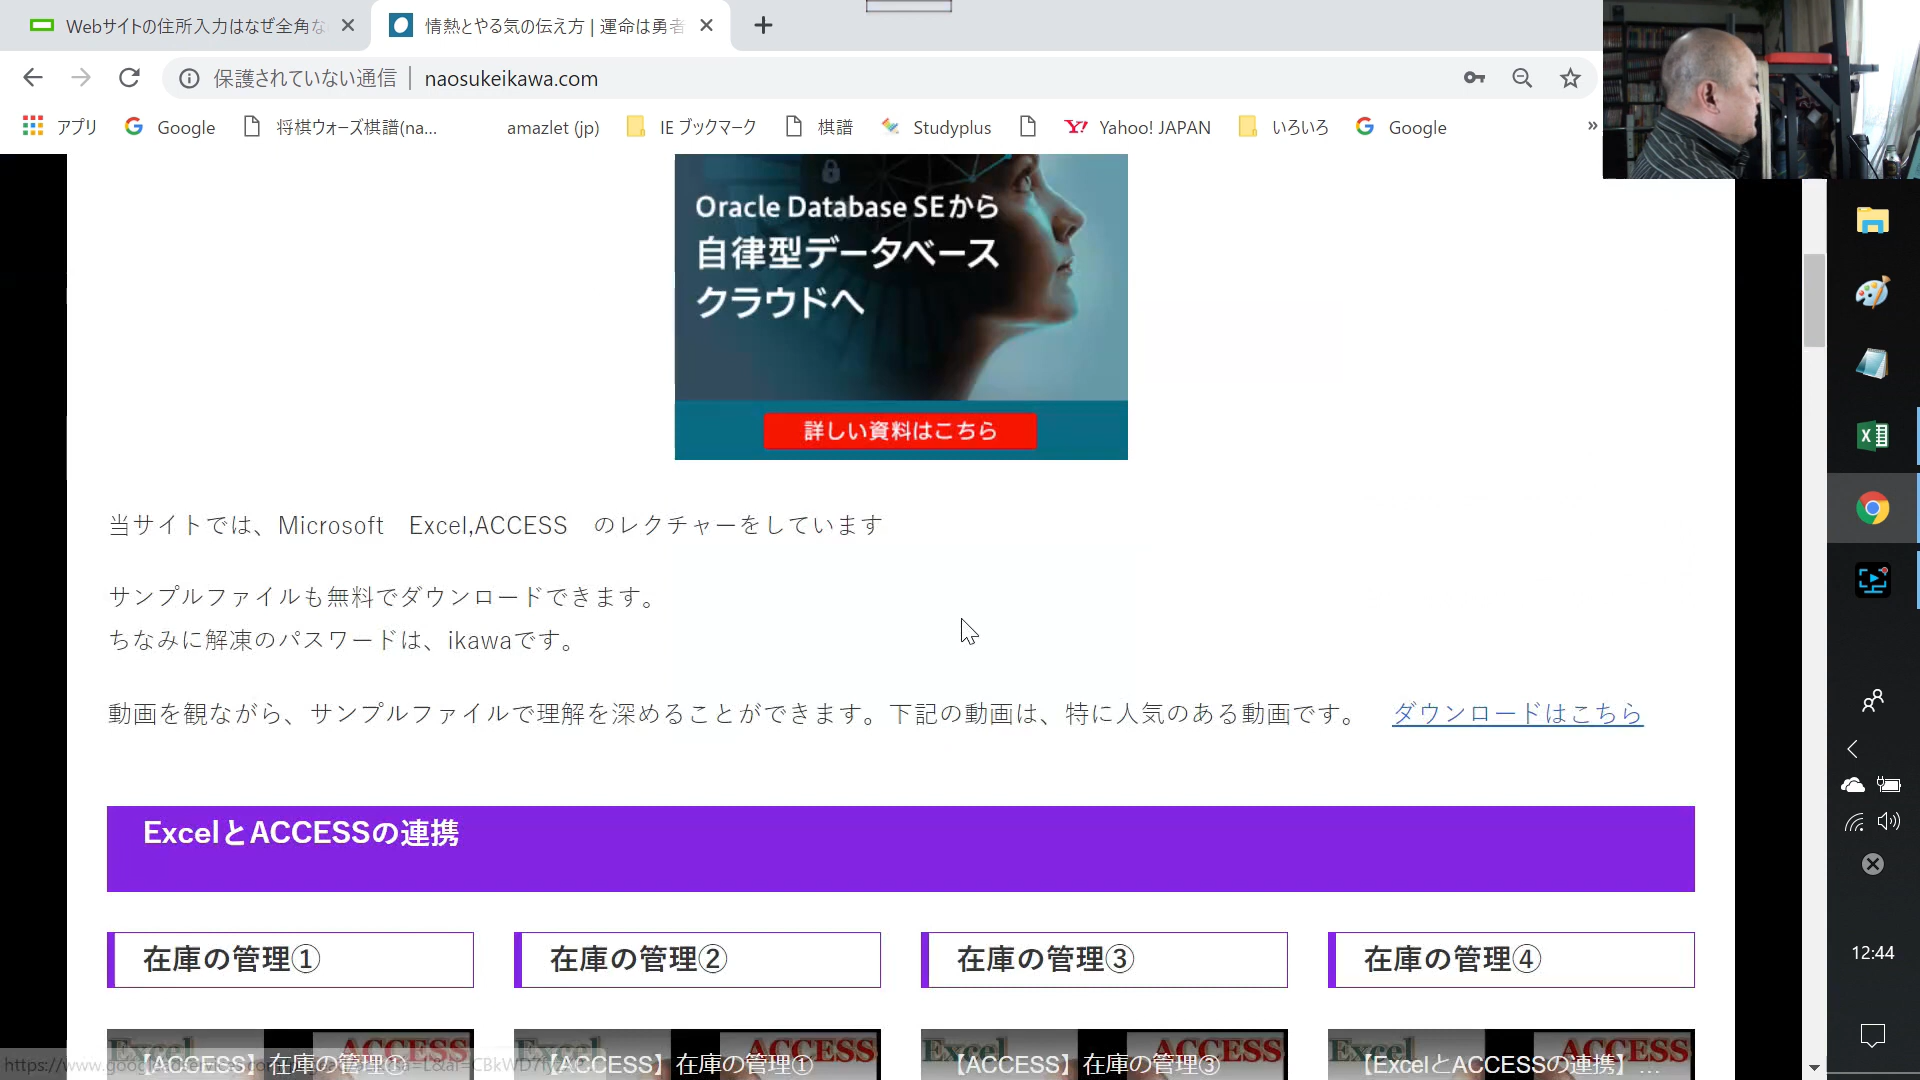 Webサイトの住所入力はなぜ全角な
情熱とやる気の伝え方 | 運命は勇者
保護されていない通信 | naosukeikawa.com
アプリ
Google
将棋ウォーズ棋譜(na...
amazlet (jp)
IE ブックマーク
棋譜
Studyplus
Yahoo! JAPAN
いろいろ
Google
»
Oracle Database SEから
自律型データベース
クラウドへ
詳しい資料はこちら
当サイトでは、Microsoft　Excel,ACCESS　のレクチャーをしています
サンプルファイルも無料でダウンロードできます。
ちなみに解凍のパスワードは、ikawaです。
動画を観ながら、サンプルファイルで理解を深めることができます。下記の動画は、特に人気のある動画です。　ダウンロードはこちら
ExcelとACCESSの連携
在庫の管理①
在庫の管理②
在庫の管理③
在庫の管理④
Excel ACCESS
【ACCESS】在庫の管理①
Excel ACCESS
【ACCESS】在庫の管理①
Excel ACCESS
【ACCESS】在庫の管理③
Excel ACCESS
【ExcelとACCESSの連携】...
12:44